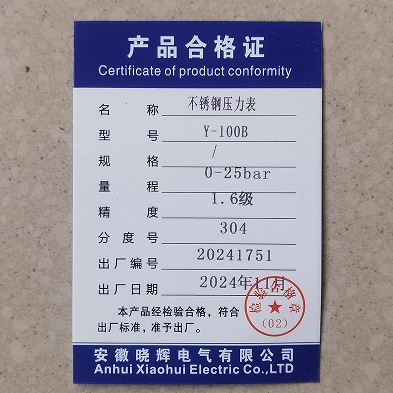 产品合格证
Certificate of product conformity
名称 不锈钢压力表
型号 Y-100B
规格 /
量程 0-25bar
精度 1.6级
分度号 304
出厂编号 20241751
出厂日期 2024年11月
本产品经检验合格，符合
出厂标准，准予出厂。
(02)
安徽晓辉电气有限公司
Anhui Xiaohui Electric Co.,LTD